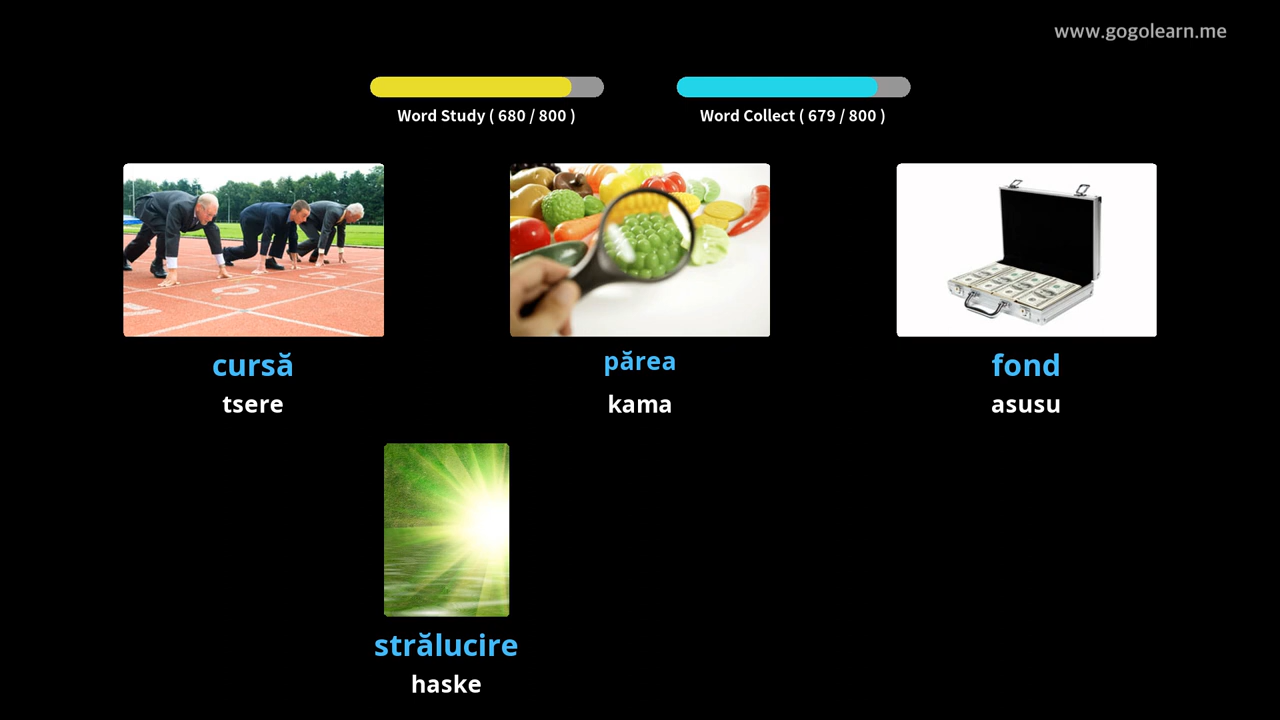 www.gogolearn.me
Word Study ( 680 / 800 )
Word Collect ( 679 / 800 )
cursă
tsere
părea
kama
fond
asusu
strălucire
haske